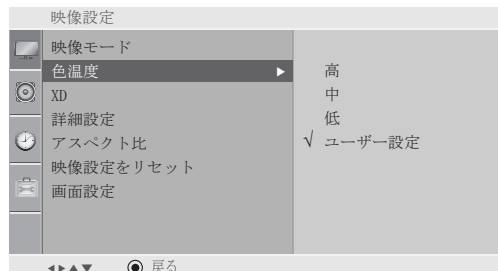 映像設定
映像モード
色温度 ▶
XD
詳細設定
アスペクト比
映像設定をリセット
画面設定
高
中
低
√ ユーザー設定
◀▶▲▼ ◉ 戻る